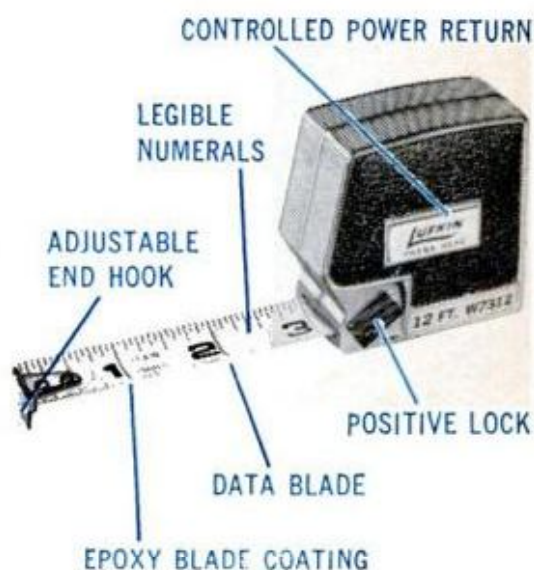 CONTROLLED POWER RETURN
LEGIBLE
NUMERALS
ADJUSTABLE
END HOOK
LUFKIN
1
2
3
12 FT. W7312
POSITIVE LOCK
DATA BLADE
EPOXY BLADE COATING